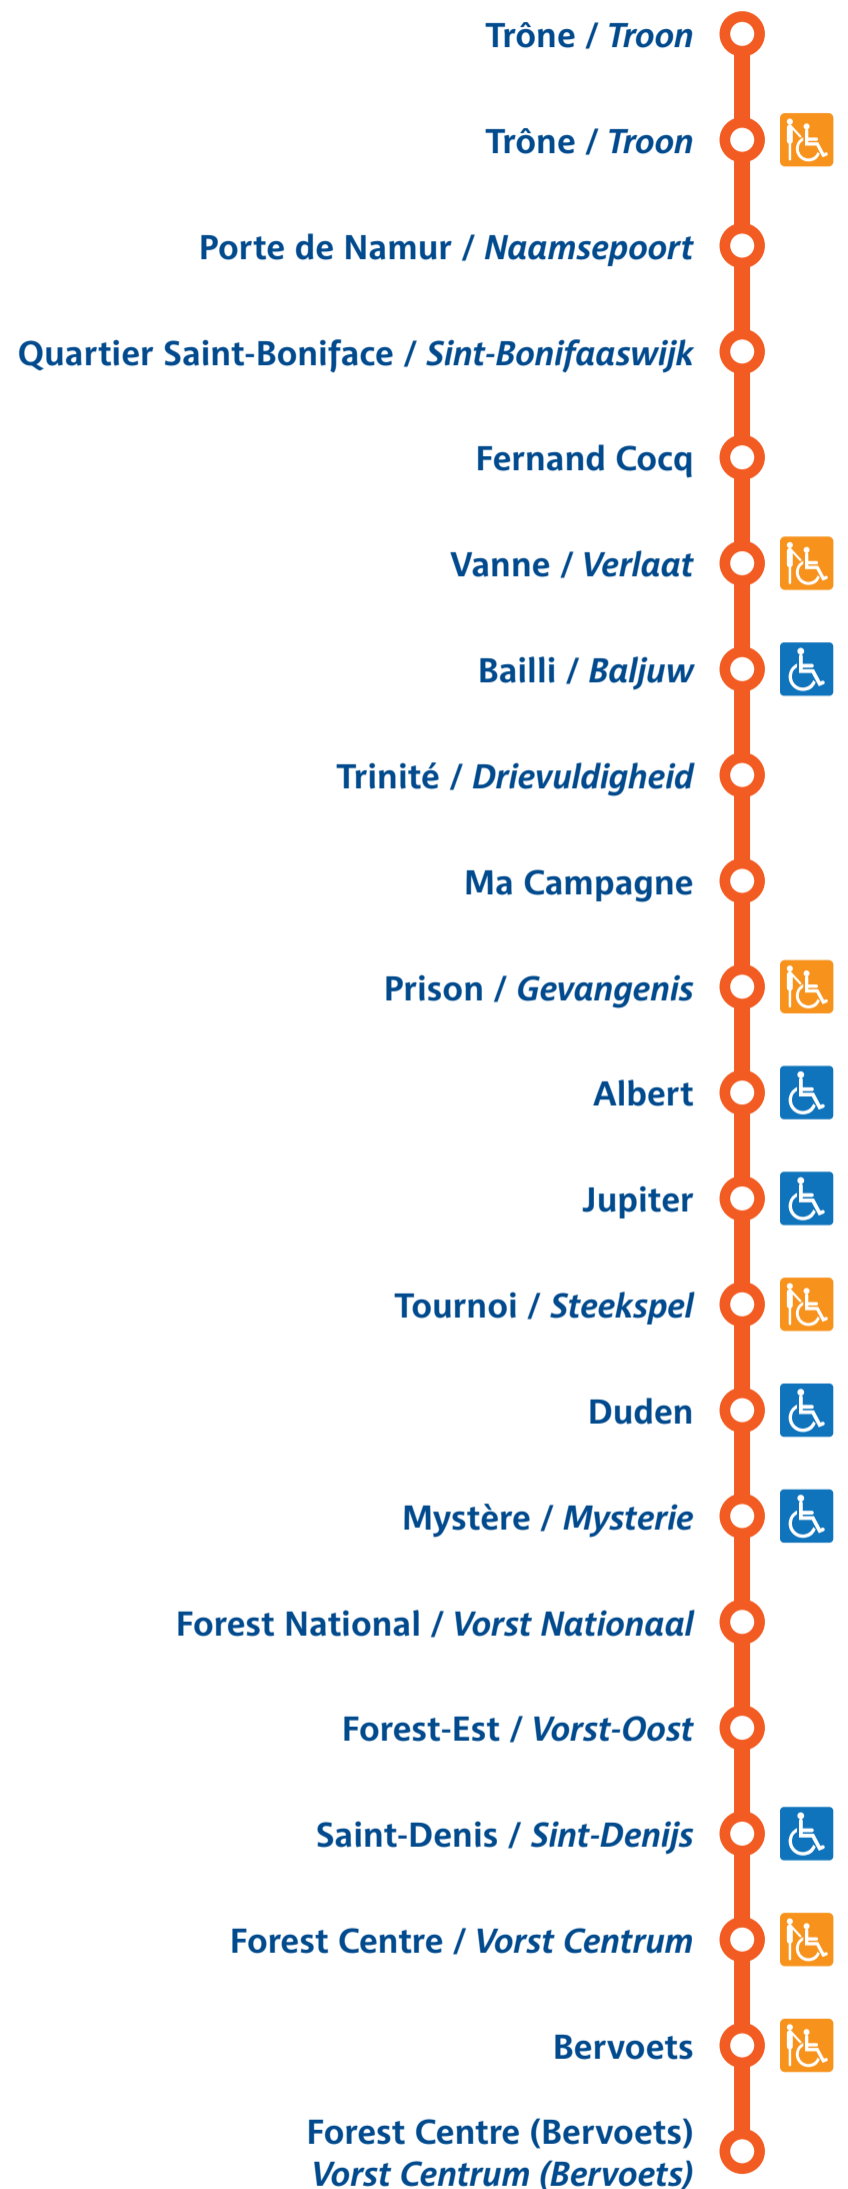 Trône / Troon
Trône / Troon
Porte de Namur / Naamsepoort
Quartier Saint-Boniface / Sint-Bonifaaswijk
Fernand Cocq
Vanne / Verlaat
Bailli / Baljuw
Trinité / Drievuldigheid
Ma Campagne
Prison / Gevangenis
Albert
Jupiter
Tournoi / Steekspel
Duden
Mystère / Mysterie
Forest National / Vorst Nationaal
Forest-Est / Vorst-Oost
Saint-Denis / Sint-Denijs
Forest Centre / Vorst Centrum
Bervoets
Forest Centre (Bervoets)
Vorst Centrum (Bervoets)